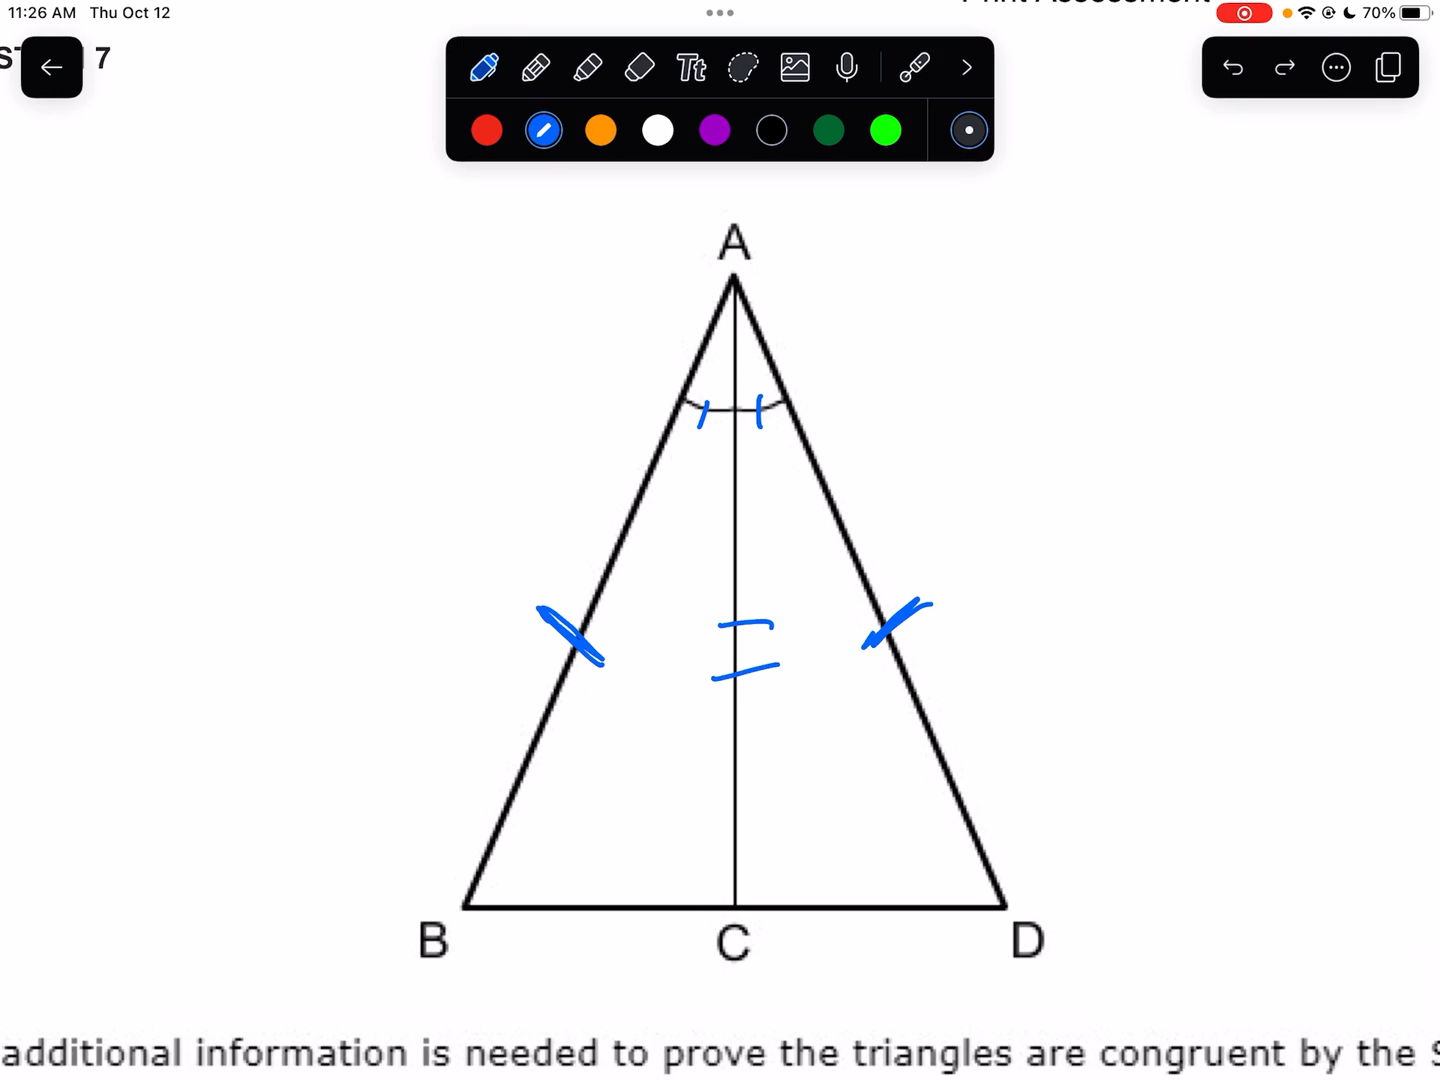 11:26 AM Thu Oct 12
70%
7
Tt
A
B
C
D
additional information is needed to prove the triangles are congruent by the